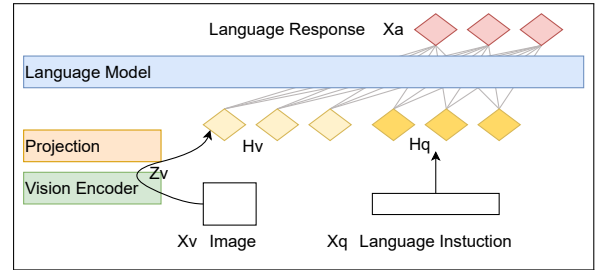 Language Response Xa
Language Model
Projection
Hv
Hq
Zv
Vision Encoder
Xv Image
Xq Language Instuction